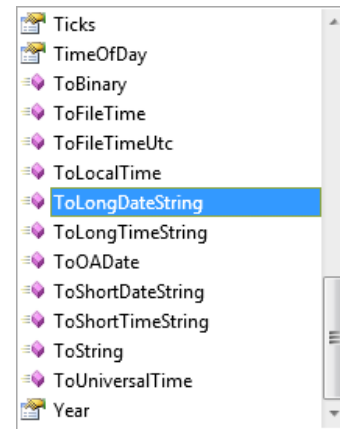 Ticks
TimeOfDay
ToBinary
ToFileTime
ToFileTimeUtc
ToLocalTime
ToLongDateString
ToLongTimeString
ToOADate
ToShortDateString
ToShortTimeString
ToString
ToUniversalTime
Year